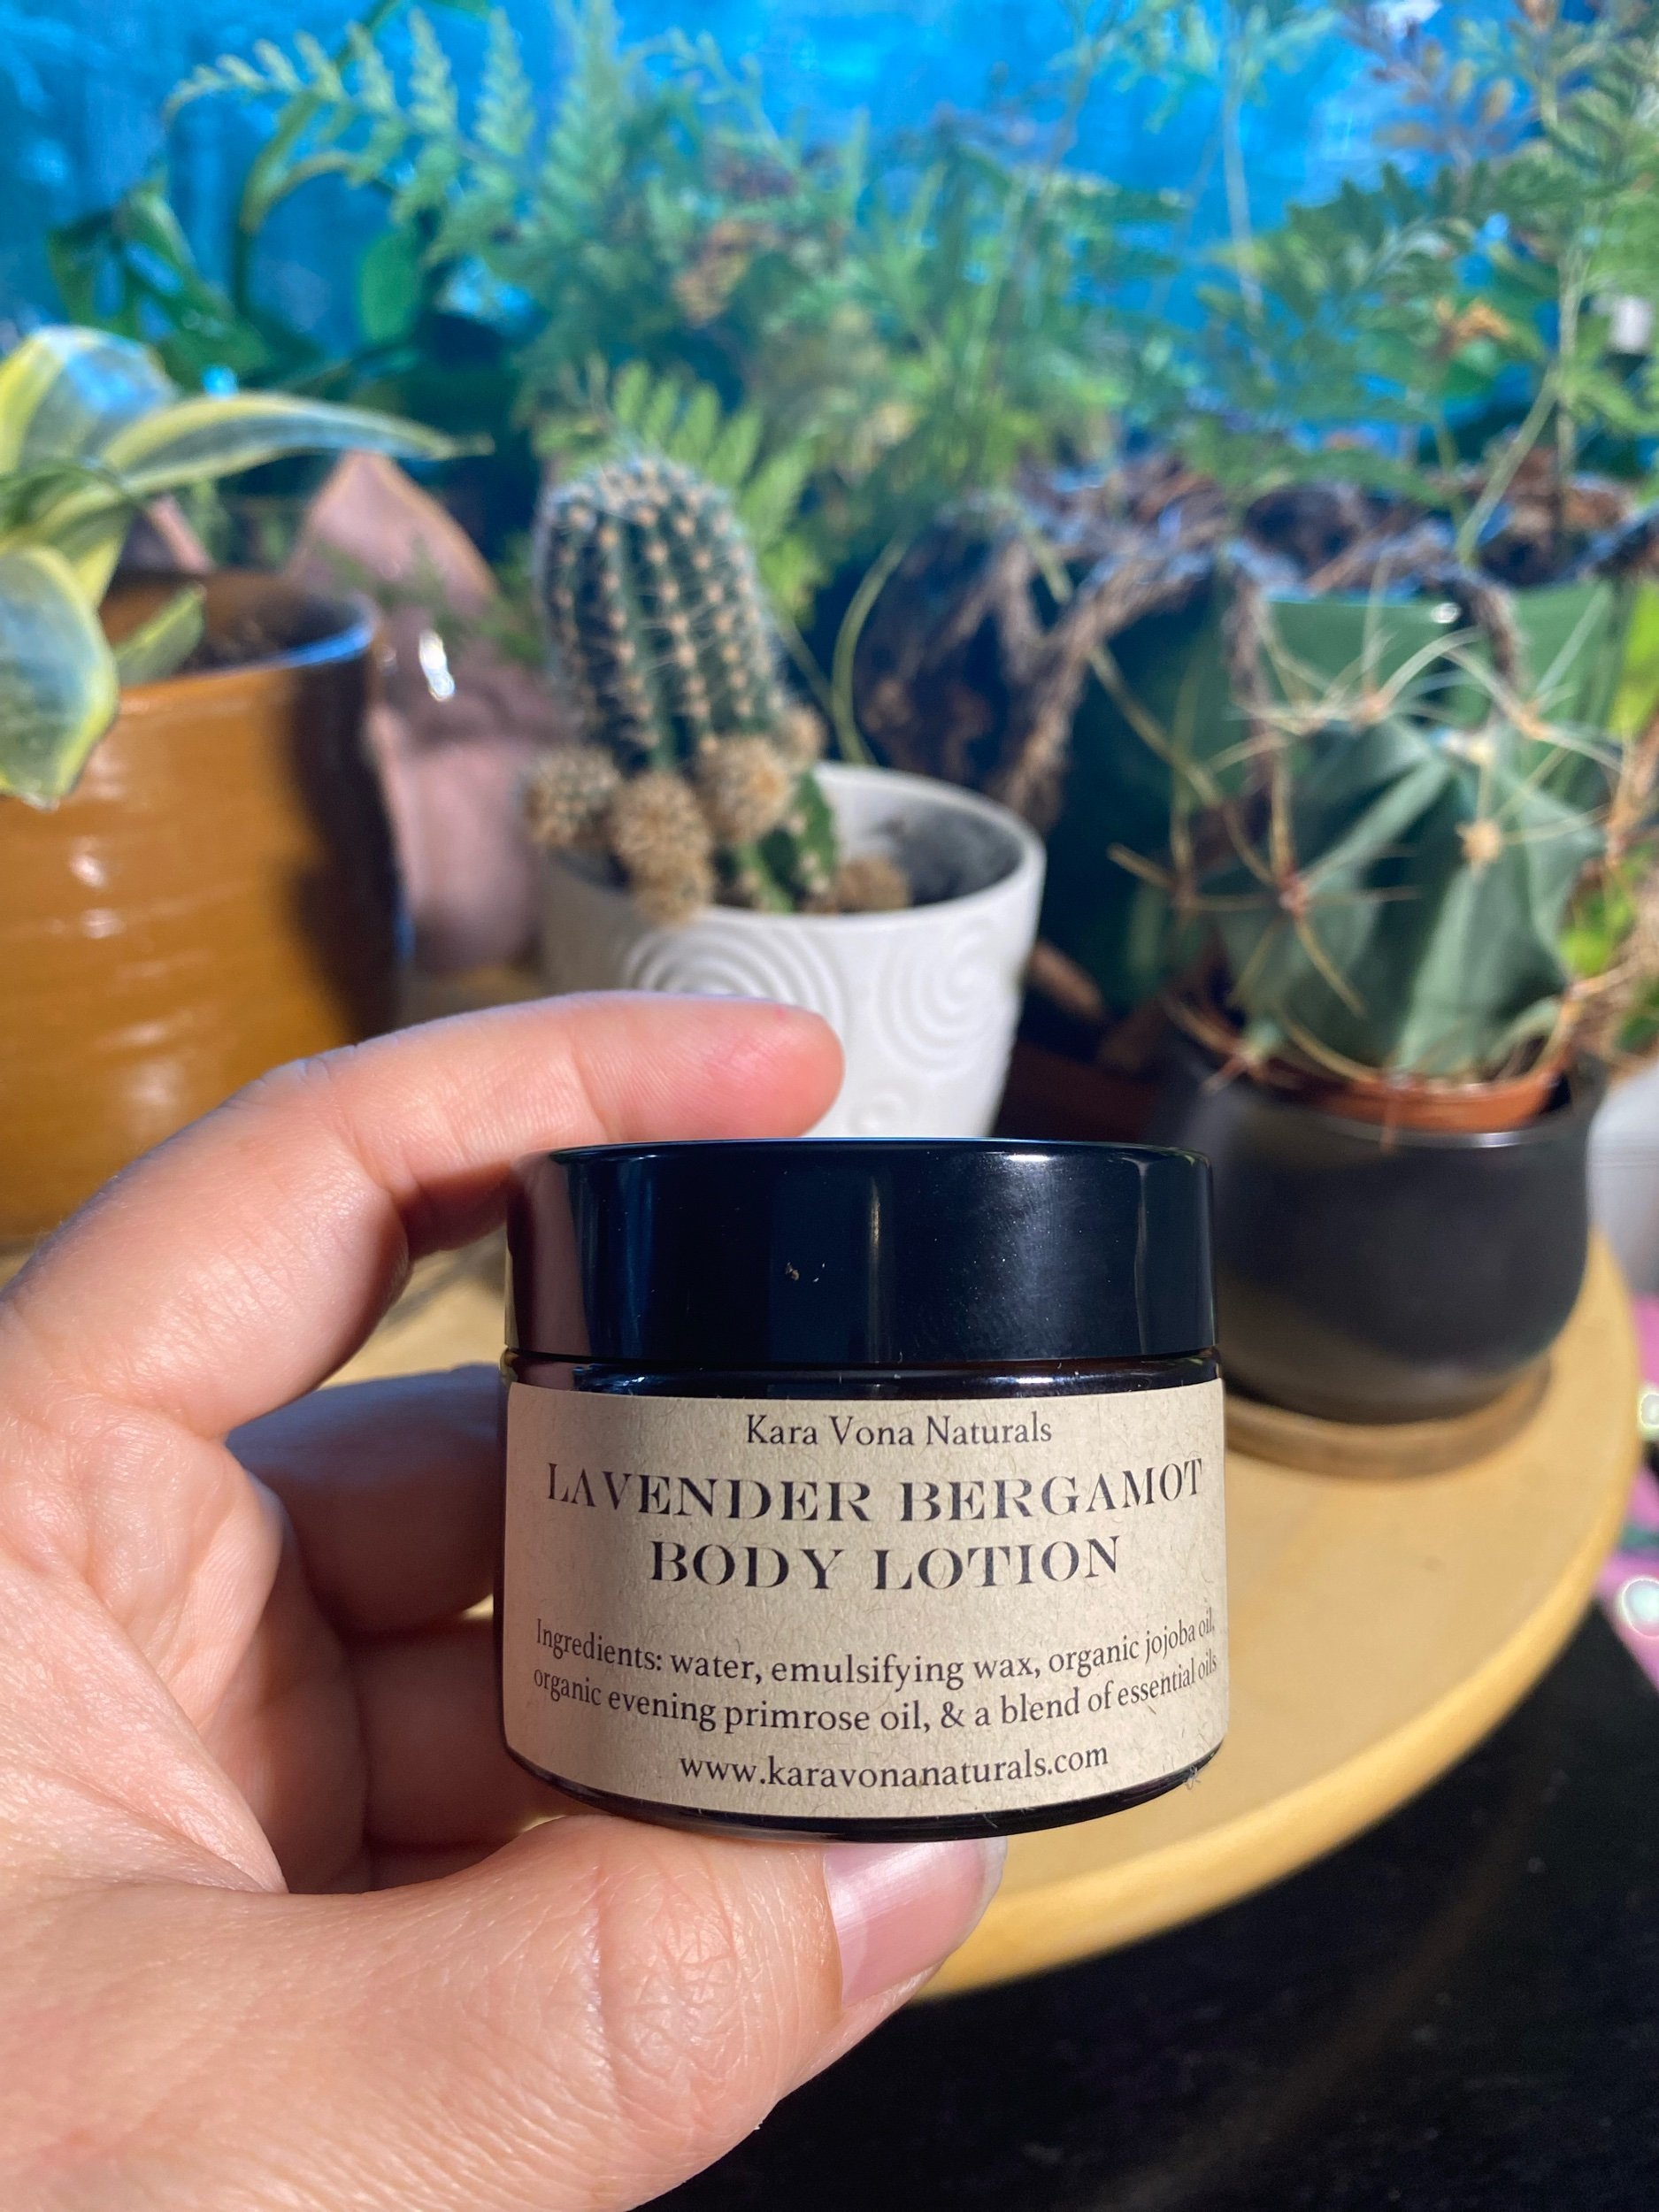 Kara Vona Naturals
LAVENDER BERGAMOT
BODY LOTION
Ingredients: water, emulsifying wax, organic jojoba oil,
organic evening primrose oil, & a blend of essential oils
www.karavonanaturals.com